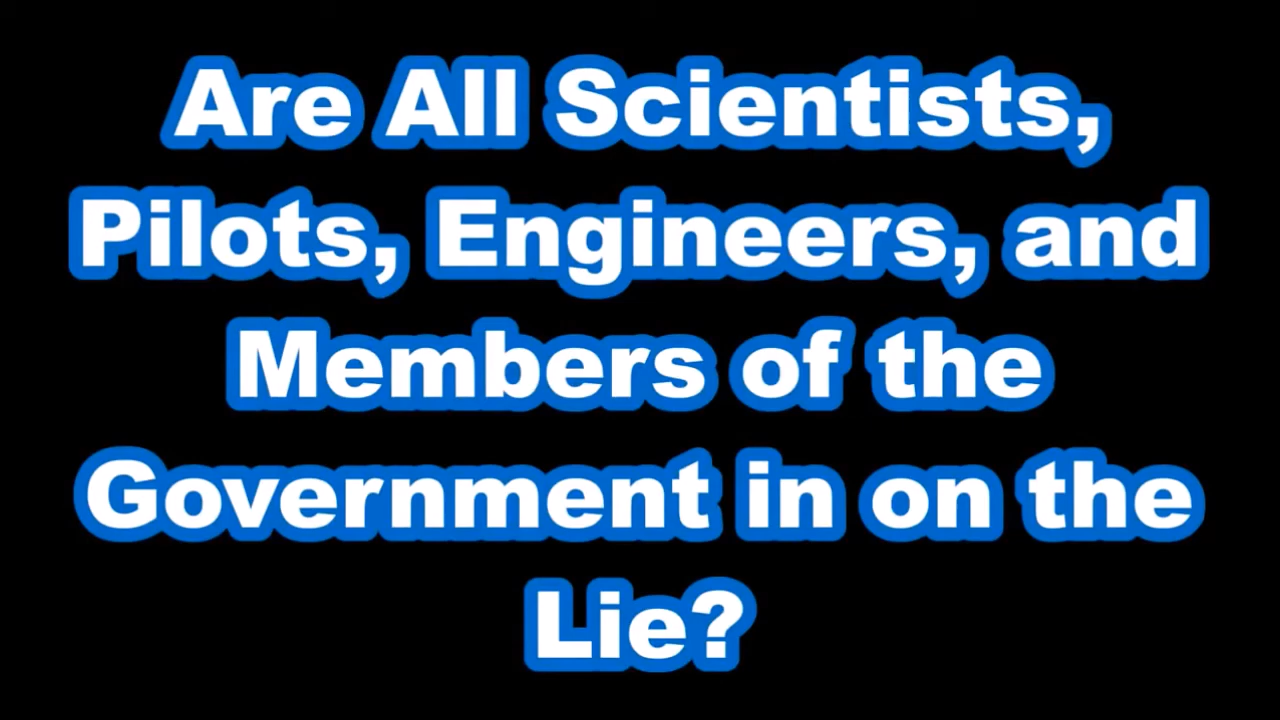 Are All Scientists,
Pilots, Engineers, and
Members of the
Government in on the
Lie?